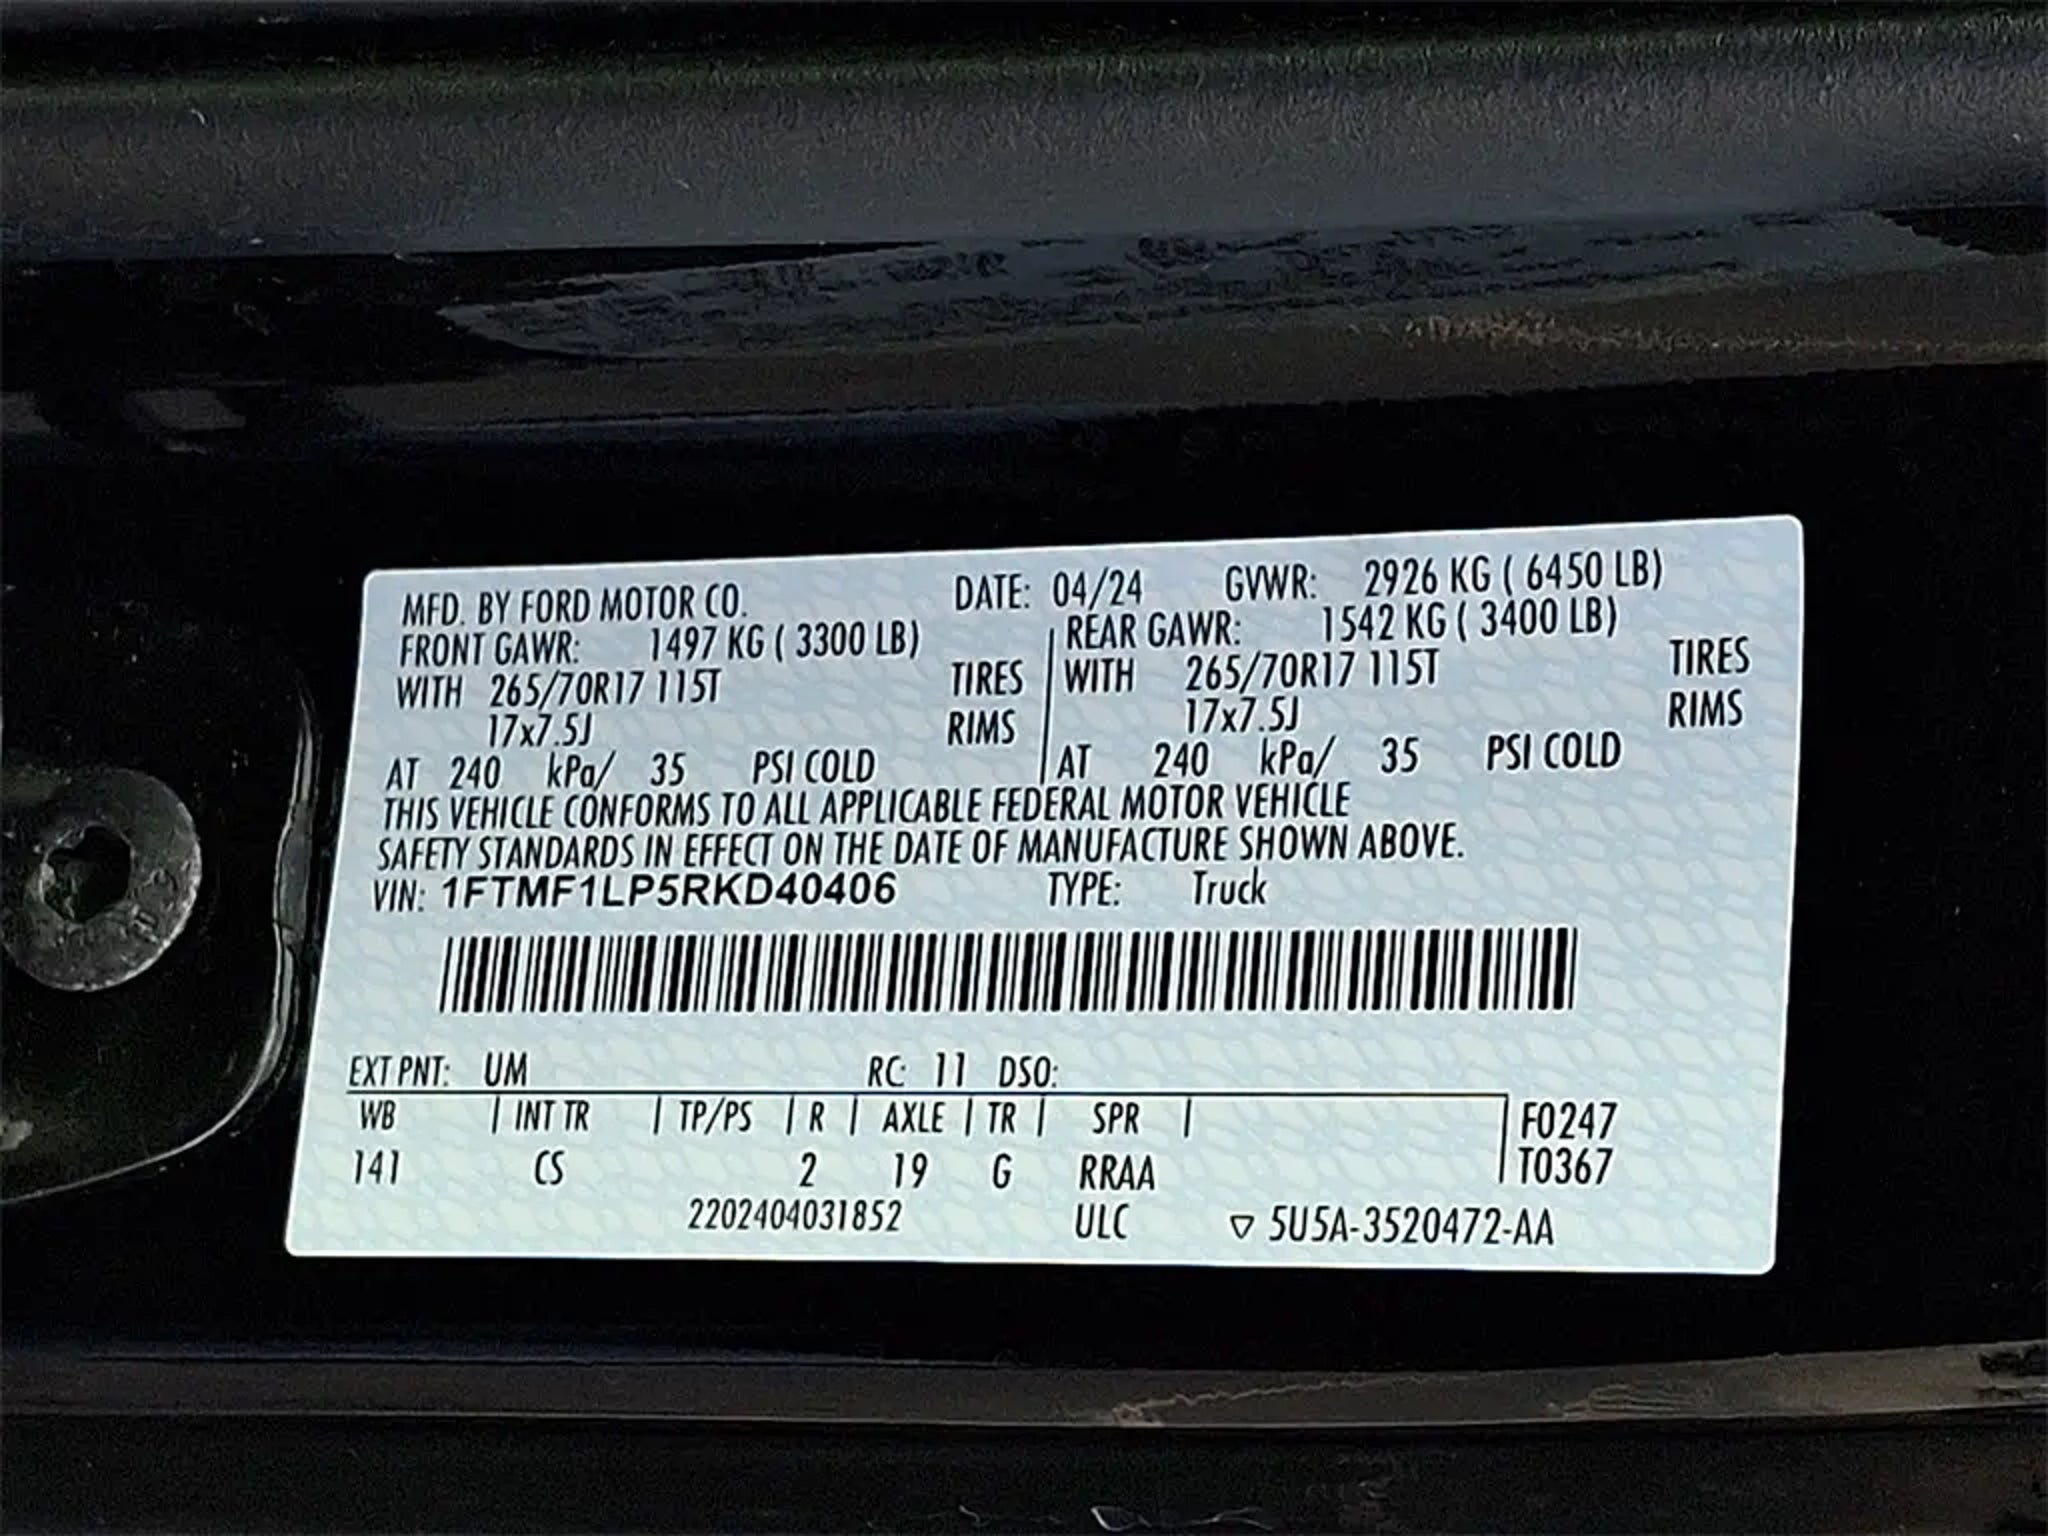 MFD. BY FORD MOTOR CO. DATE: 04/24 GVWR: 2926 KG ( 6450 LB)
FRONT GAWR: 1497 KG ( 3300 LB) REAR GAWR: 1542 KG ( 3400 LB)
WITH 265/70R17 115T TIRES WITH 265/70R17 115T TIRES
17x7.5J RIMS 17x7.5J RIMS
AT 240 kPa/ 35 PSI COLD AT 240 kPa/ 35 PSI COLD
THIS VEHICLE CONFORMS TO ALL APPLICABLE FEDERAL MOTOR VEHICLE
SAFETY STANDARDS IN EFFECT ON THE DATE OF MANUFACTURE SHOWN ABOVE.
VIN: 1FTMF1LP5RKD40406 TYPE: Truck
EXT PNT: UM RC: 11 DSO:
WB | INT TR | TP/PS | R | AXLE | TR | SPR | F0247
141 CS 2 19 G RRAA T0367
2202404031852 ULC ▽ 5U5A-3520472-AA